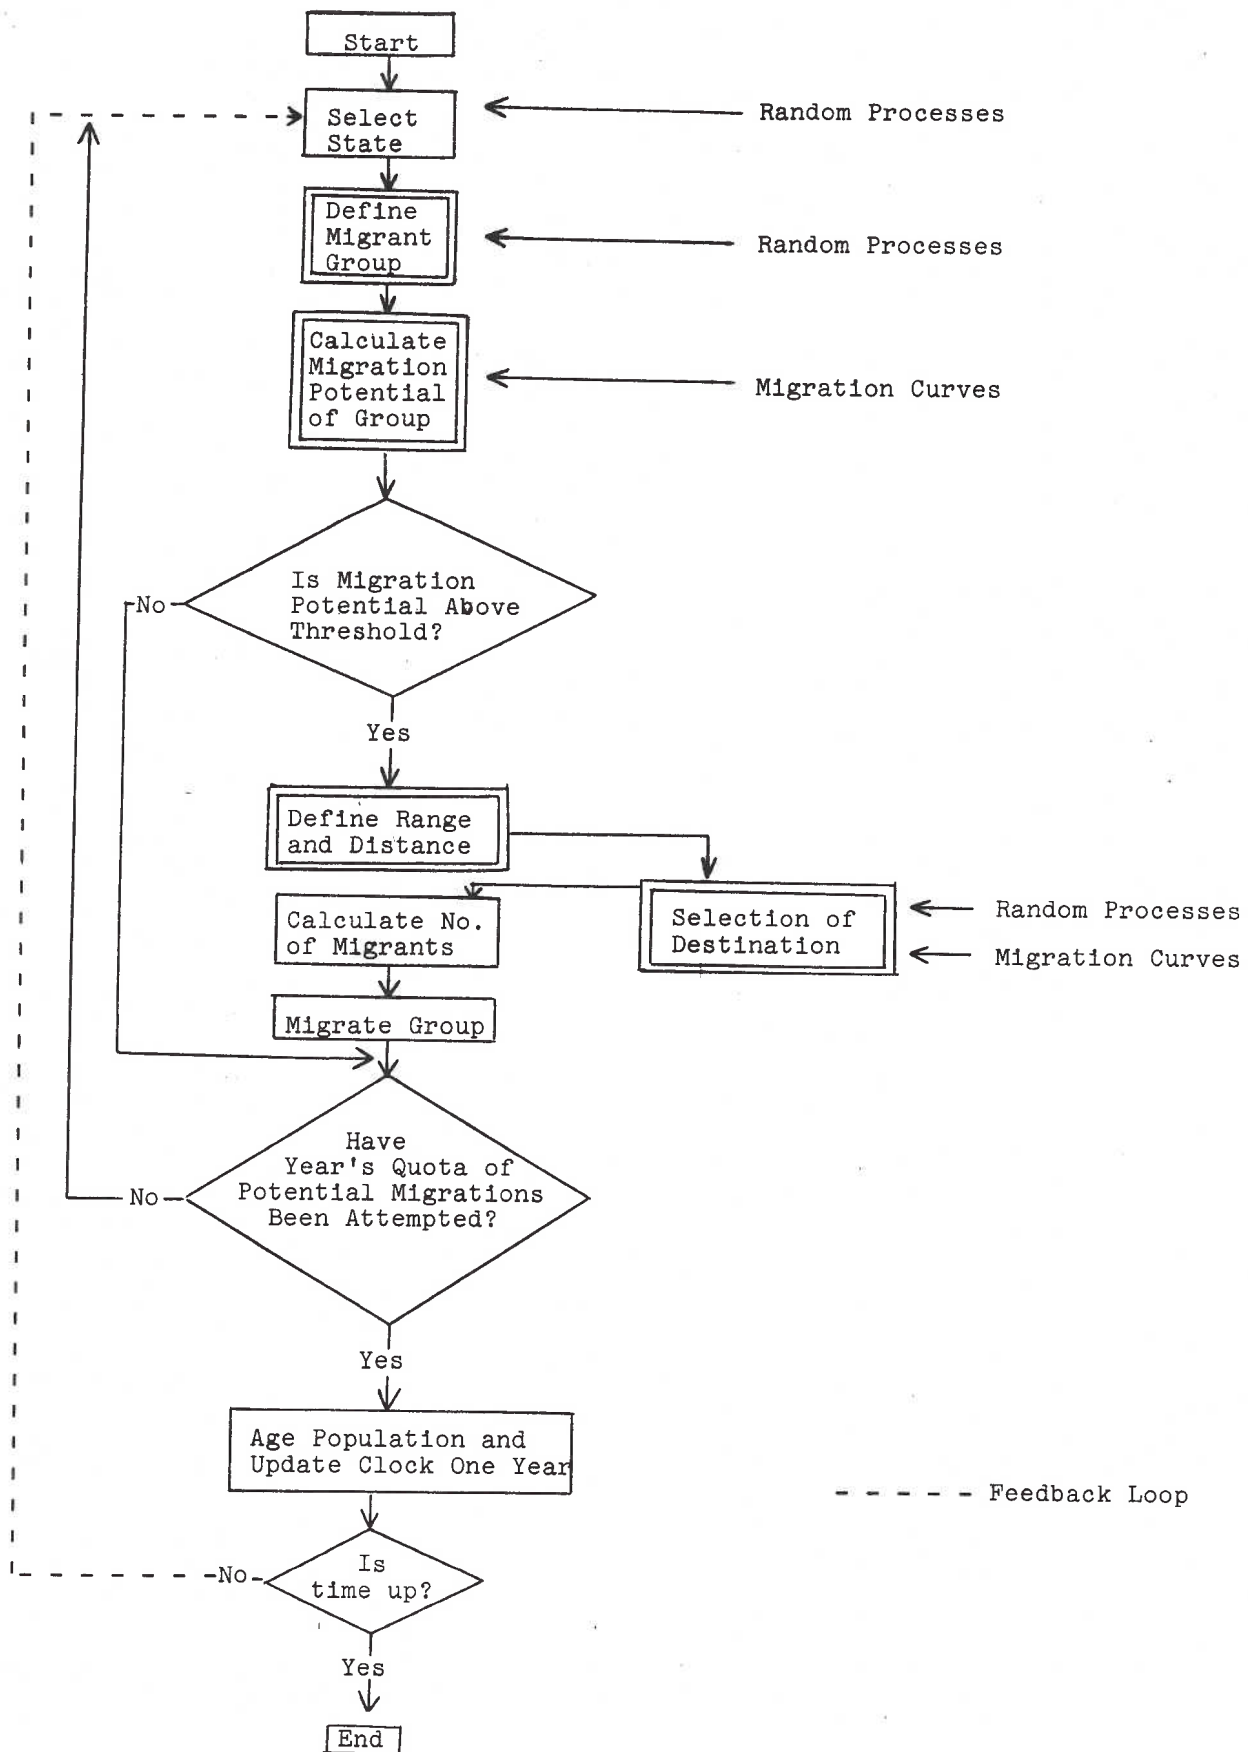 Start
Select
State
Random Processes
Define
Migrant
Group
Random Processes
Calculate
Migration
Potential
of Group
Migration Curves
Is Migration
Potential Above
Threshold?
No
Yes
Define Range
and Distance
Selection of
Destination
Random Processes
Migration Curves
Calculate No.
of Migrants
Migrate Group
Have
Year's Quota of
Potential Migrations
Been Attempted?
No
Yes
Age Population and
Update Clock One Year
Feedback Loop
Is
time up?
No
Yes
End